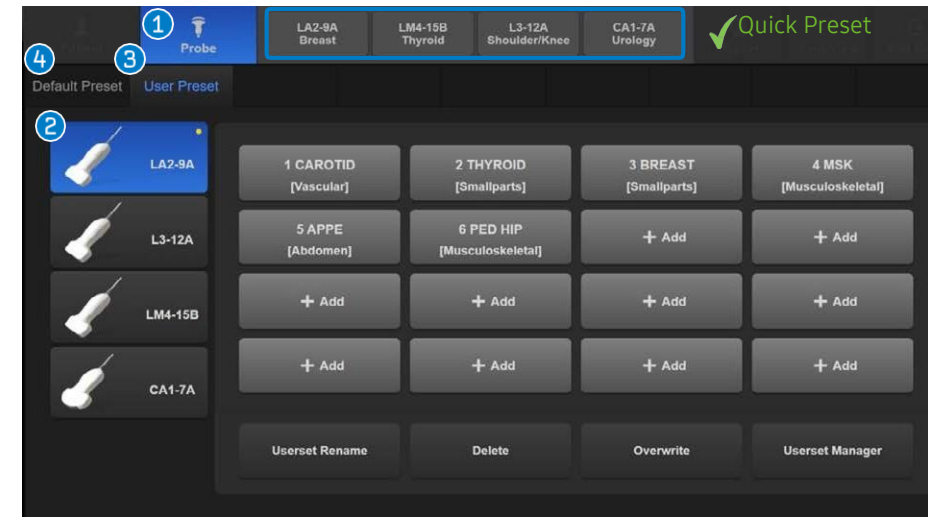 1
Probe
LA2-9A
Breast
LM4-15B
Thyroid
L3-12A
Shoulder/Knee
CA1-7A
Urology
Quick Preset
4
3
Default Preset
User Preset
2
LA2-9A
L3-12A
LM4-15B
CA1-7A
1 CAROTID
[Vascular]
2 THYROID
[Smallparts]
3 BREAST
[Smallparts]
4 MSK
[Musculoskeletal]
5 APPE
[Abdomen]
6 PED HIP
[Musculoskeletal]
+ Add
+ Add
+ Add
+ Add
+ Add
+ Add
+ Add
+ Add
+ Add
+ Add
Userset Rename
Delete
Overwrite
Userset Manager